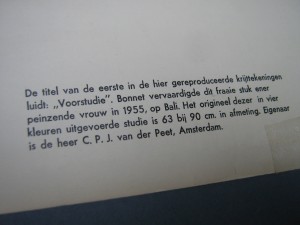 De titel van de eerste in de hier gereproduceerde krijttekeningen
luidt: „Voorstudie". Bonnet vervaardigde dit fraaie stuk ener
peinzende vrouw in 1955, op Bali. Het origineel dezer in vier
kleuren uitgevoerde studie is 63 bij 90 cm. in afmeting. Eigenaar
is de heer C. P. J. van der Peet, Amsterdam.